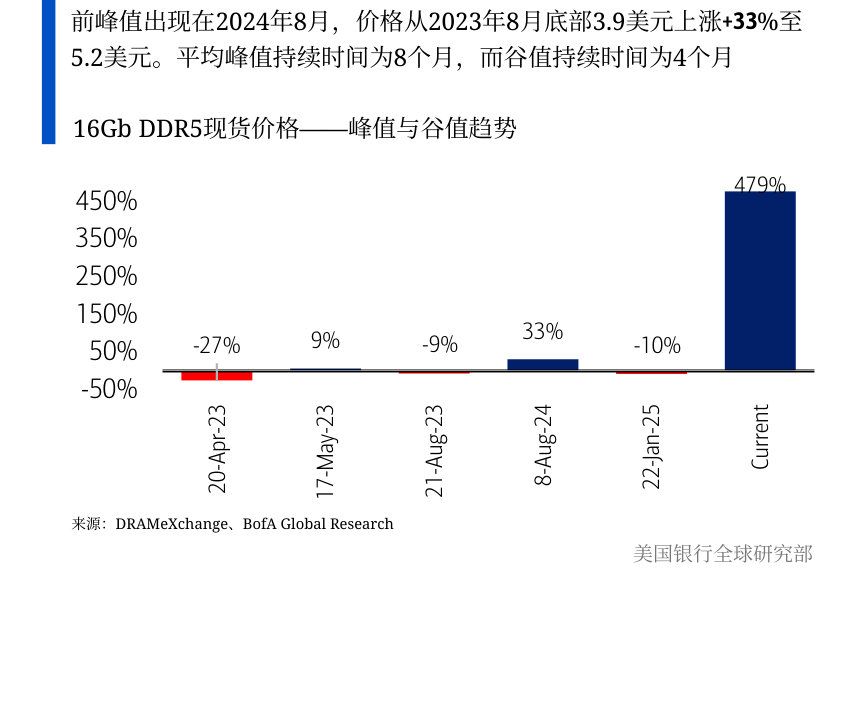 前峰值出现在2024年8月，价格从2023年8月底部3.9美元上涨+33%至
5.2美元。平均峰值持续时间为8个月，而谷值持续时间为4个月
16Gb DDR5现货价格——峰值与谷值趋势
450%
350%
250%
150%
50%
-50%
-27%
9%
-9%
33%
-10%
479%
20-Apr-23
17-May-23
21-Aug-23
8-Aug-24
22-Jan-25
Current
来源：DRAMeXchange、BofA Global Research
美国银行全球研究部